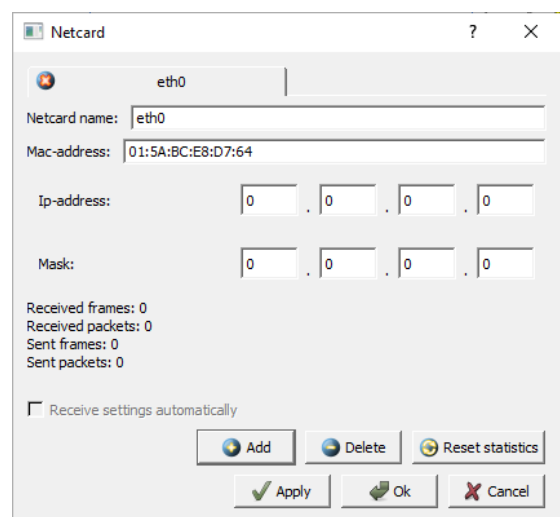 Netcard ?
eth0
Netcard name: eth0
Mac-address: 01:5A:BC:E8:D7:64
Ip-address: 0 . 0 . 0 . 0
Mask: 0 . 0 . 0 . 0
Received frames: 0
Received packets: 0
Sent frames: 0
Sent packets: 0
Receive settings automatically
Add Delete Reset statistics
Apply Ok Cancel